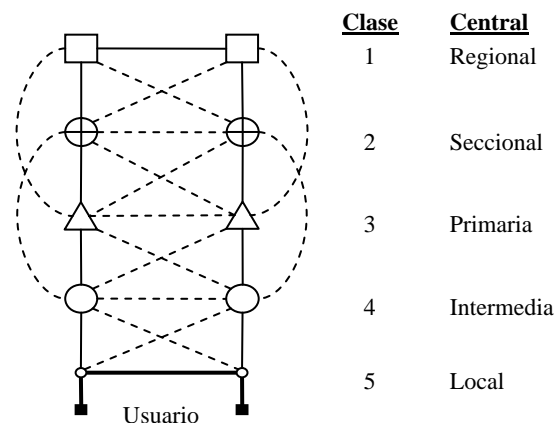 Clase Central
1 Regional
2 Seccional
3 Primaria
4 Intermedia
5 Local
Usuario